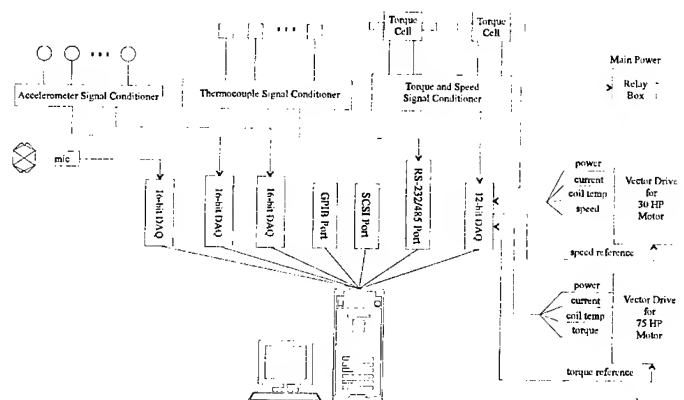 Torque
Cell
Torque
Cell
Main Power
Accelerometer Signal Conditioner
Thermocouple Signal Conditioner
Torque and Speed
Signal Conditioner
Relay
Box
mic
16-bit DAQ
16-bit DAQ
16-bit DAQ
GPIB Port
SCSI Port
RS-232/485 Port
12-bit DAQ
power
current
coil temp
speed
Vector Drive
for
30 HP
Motor
speed reference
power
current
coil temp
torque
Vector Drive
for
75 HP
Motor
torque reference